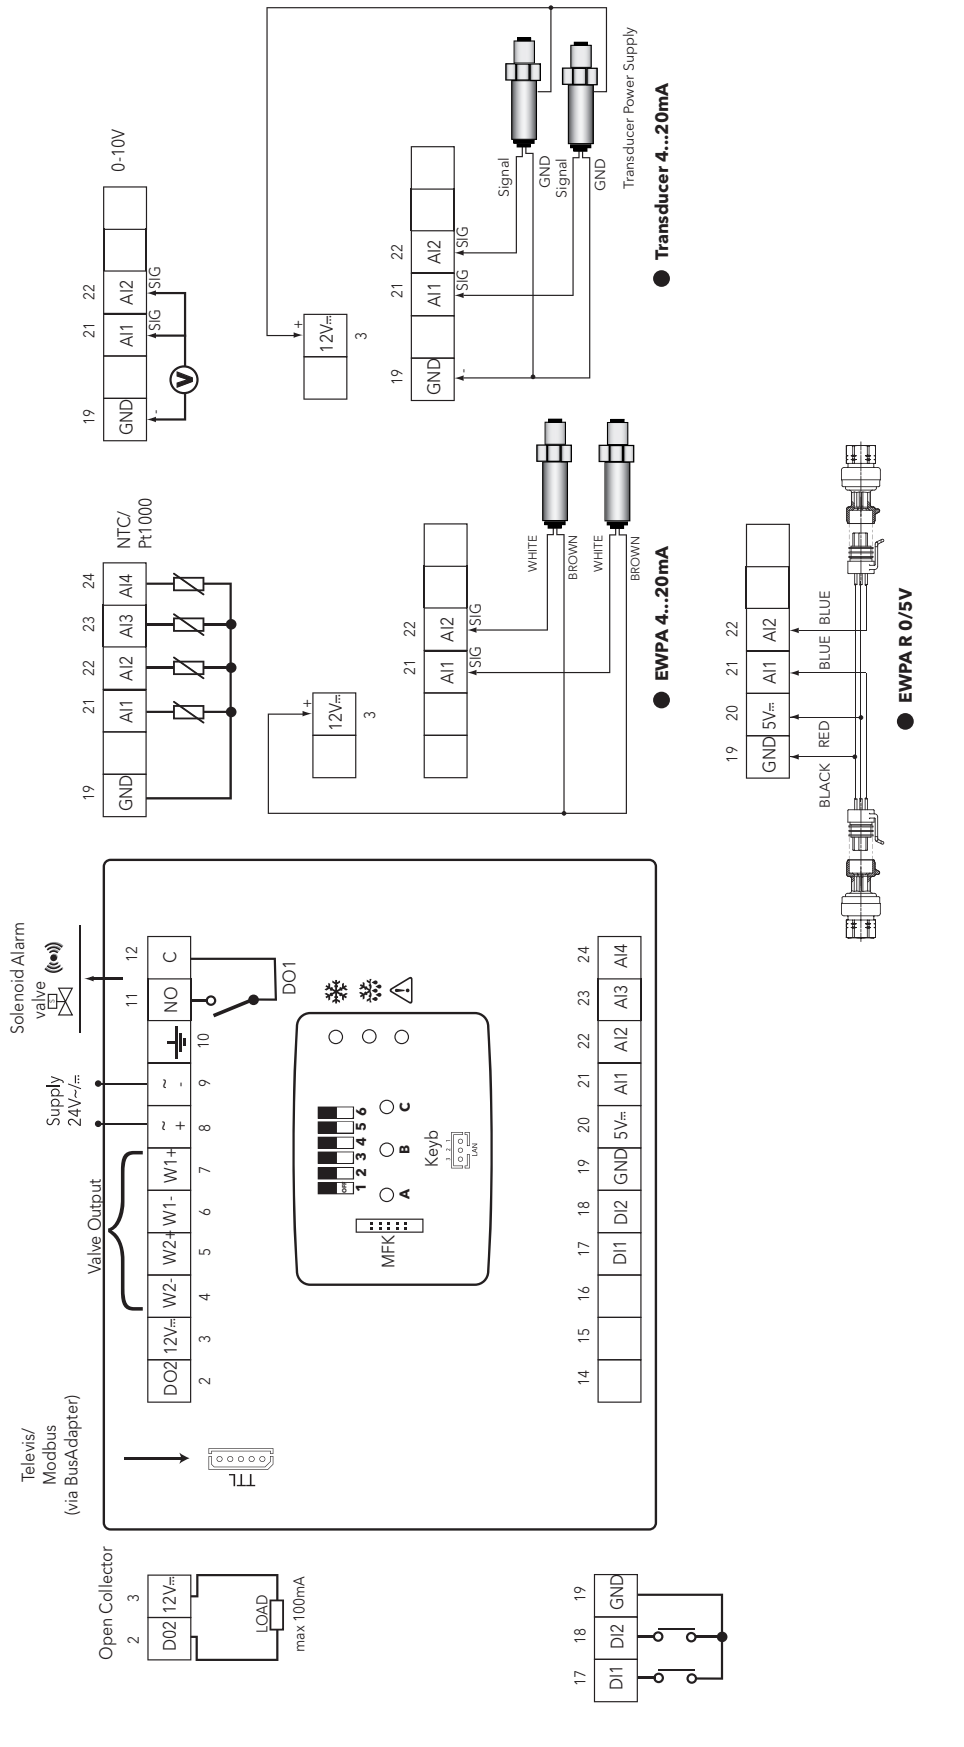 Open Collector
2 3
DO2 12V⎓
LOAD
max 100mA
17 18 19
DI1 DI2 GND
Televis/
Modbus
(via BusAdapter)
TTL
Valve Output
Supply
24V~/⎓
Solenoid Alarm
valve
S
DO2 12V⎓ W2- W2+ W1- W1+ ~ + ~ - NO C
2 3 4 5 6 7 8 9 10 11 12
DO1
MFK
OFF
1 2 3 4 5 6
A B C
Keyb
3 2 1
LAN
14 15 16 17 18 19 20 21 22 23 24
DI1 DI2 GND 5V⎓ AI1 AI2 AI3 AI4
NTC/
Pt1000
19 21 22 23 24
GND AI1 AI2 AI3 AI4
0-10V
19 21 22
GND AI1 AI2
- SIG SIG
V
+
12V⎓
3
21 22
AI1 AI2
SIG SIG
WHITE
BROWN
WHITE
BROWN
● EWPA 4...20mA
+
12V⎓
3
19 21 22
GND AI1 AI2
- SIG SIG
Signal
GND
Signal
GND
Transducer Power Supply
● Transducer 4...20mA
19 20 21 22
GND 5V⎓ AI1 AI2
BLACK RED BLUE BLUE
● EWPA R 0/5V